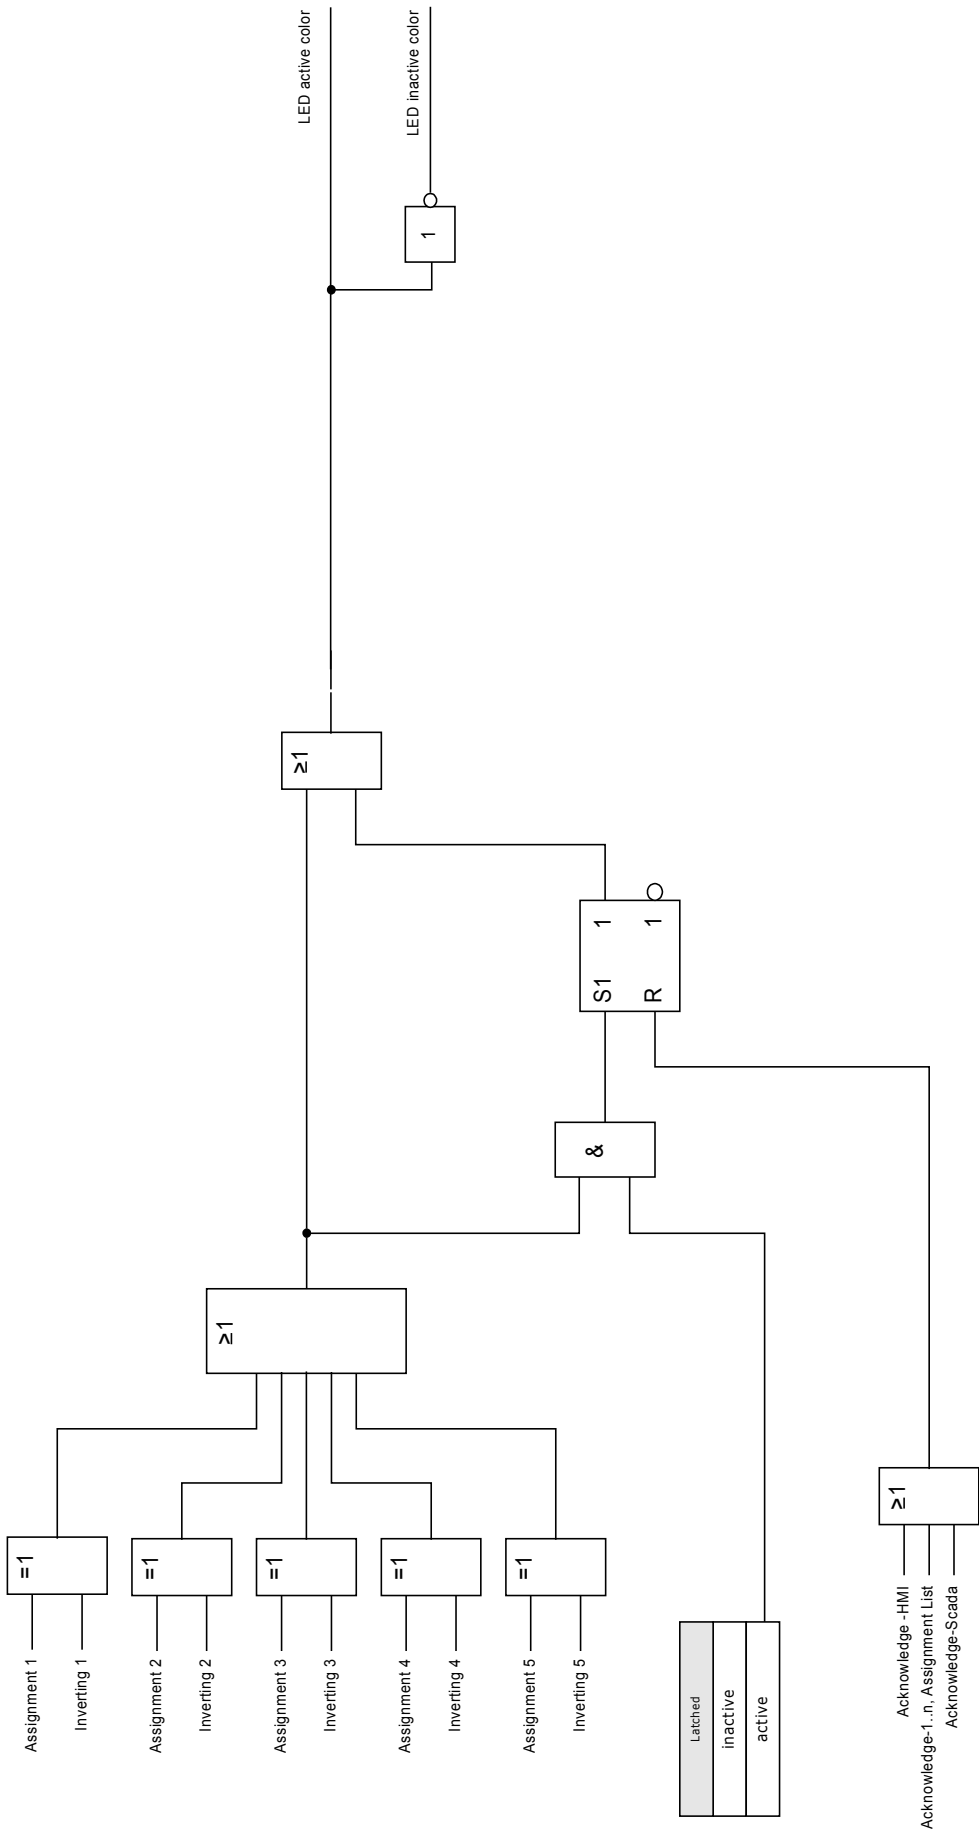 LED active color
LED inactive color
1
≥1
S1 1
R 1
&
≥1
=1
Assignment 1
Inverting 1
=1
Assignment 2
Inverting 2
=1
Assignment 3
Inverting 3
=1
Assignment 4
Inverting 4
=1
Assignment 5
Inverting 5
Latched
inactive
active
≥1
Acknowledge -HMI
Acknowledge-1..n, Assignment List
Acknowledge-Scada